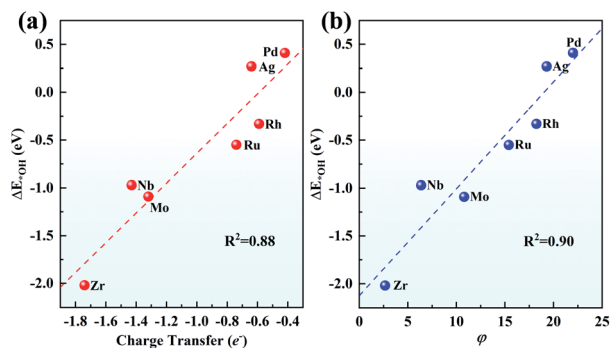 (a)
0.5
0.0
-0.5
-1.0
-1.5
-2.0
ΔE*OH (eV)
Pd
Ag
Rh
Ru
Nb
Mo
Zr
R²=0.88
-1.8 -1.6 -1.4 -1.2 -1.0 -0.8 -0.6 -0.4
Charge Transfer (e⁻)
(b)
0.5
0.0
-0.5
-1.0
-1.5
-2.0
ΔE*OH (eV)
Pd
Ag
Rh
Ru
Nb
Mo
Zr
R²=0.90
0 5 10 15 20 25
φ